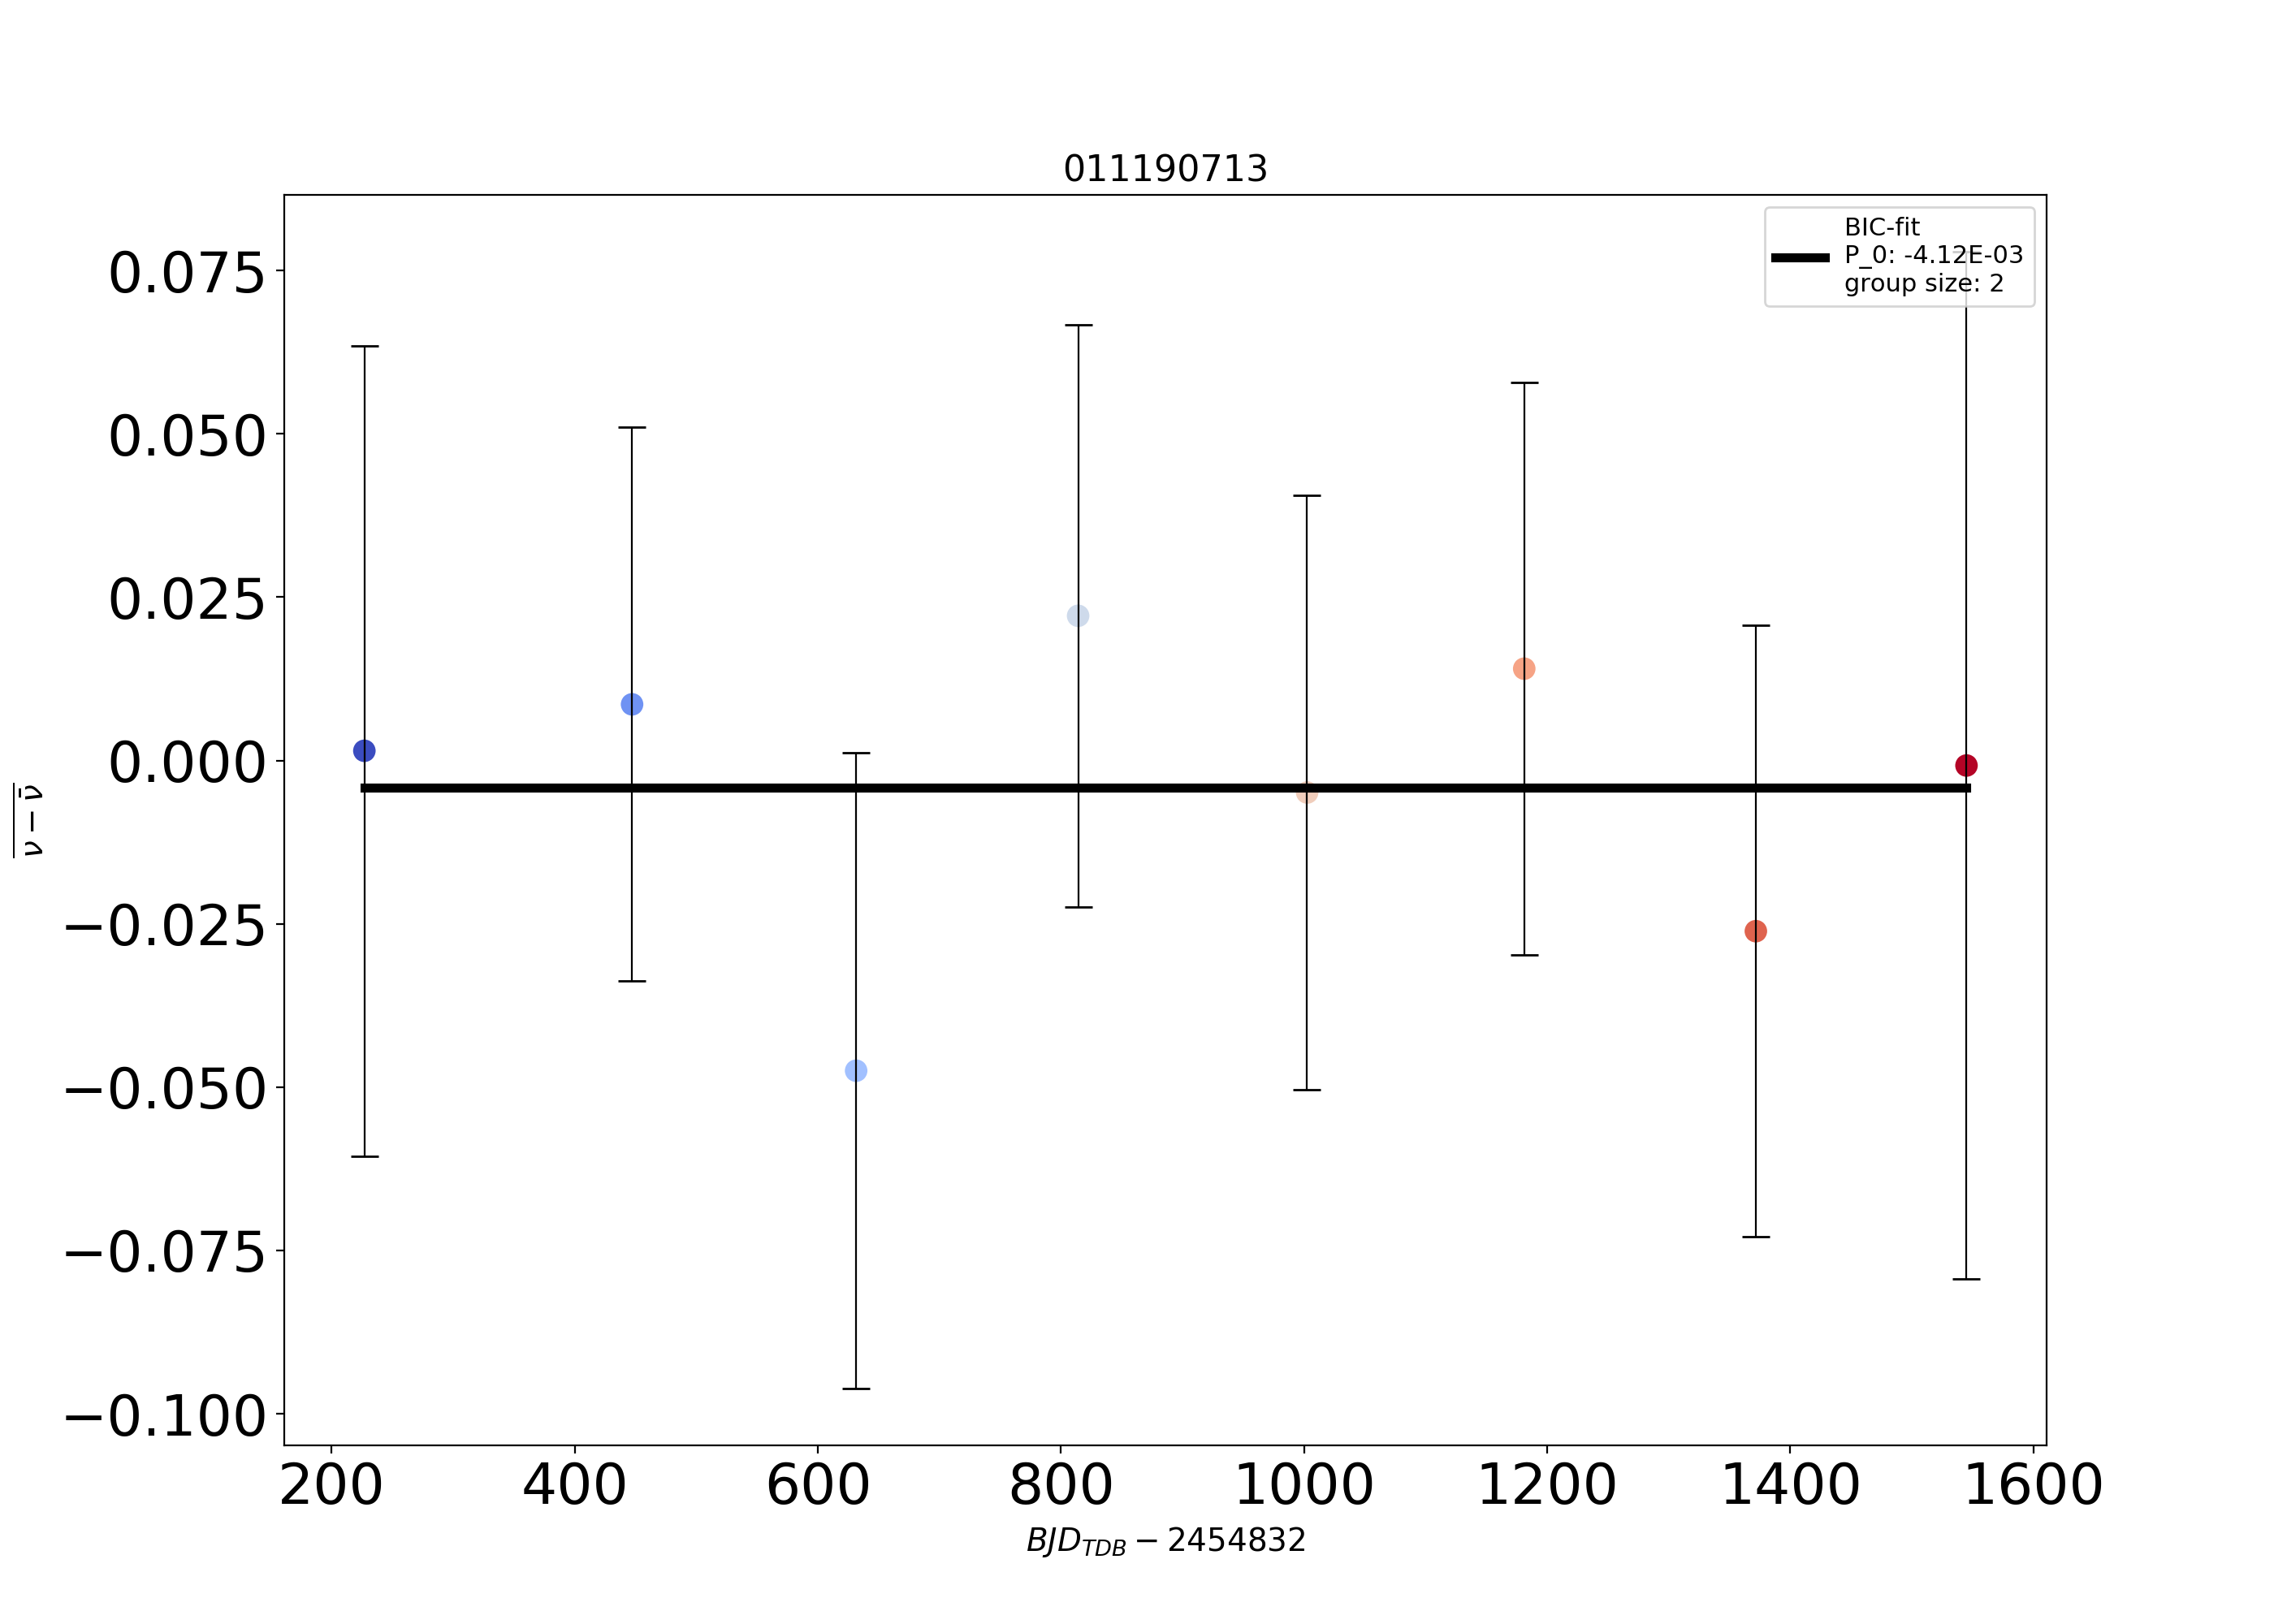 011190713
BIC-fit
P_0: -4.12E-03
group size: 2
0.075
0.050
0.025
0.000
−0.025
−0.050
−0.075
−0.100
ν − ν̄
200 400 600 800 1000 1200 1400 1600
BJD_TDB − 2454832